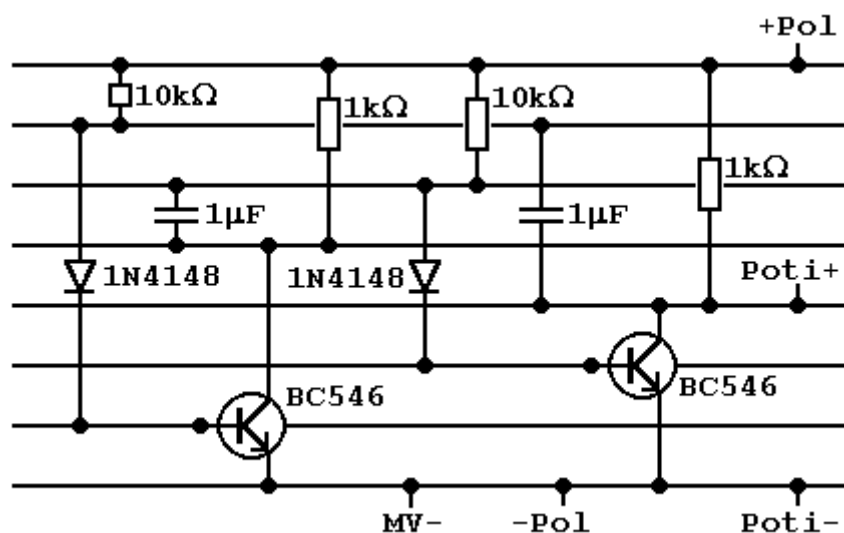 +Pol
10kΩ
1kΩ
10kΩ
1kΩ
1µF
1µF
1N4148
1N4148
Poti+
BC546
BC546
MV-
-Pol
Poti-